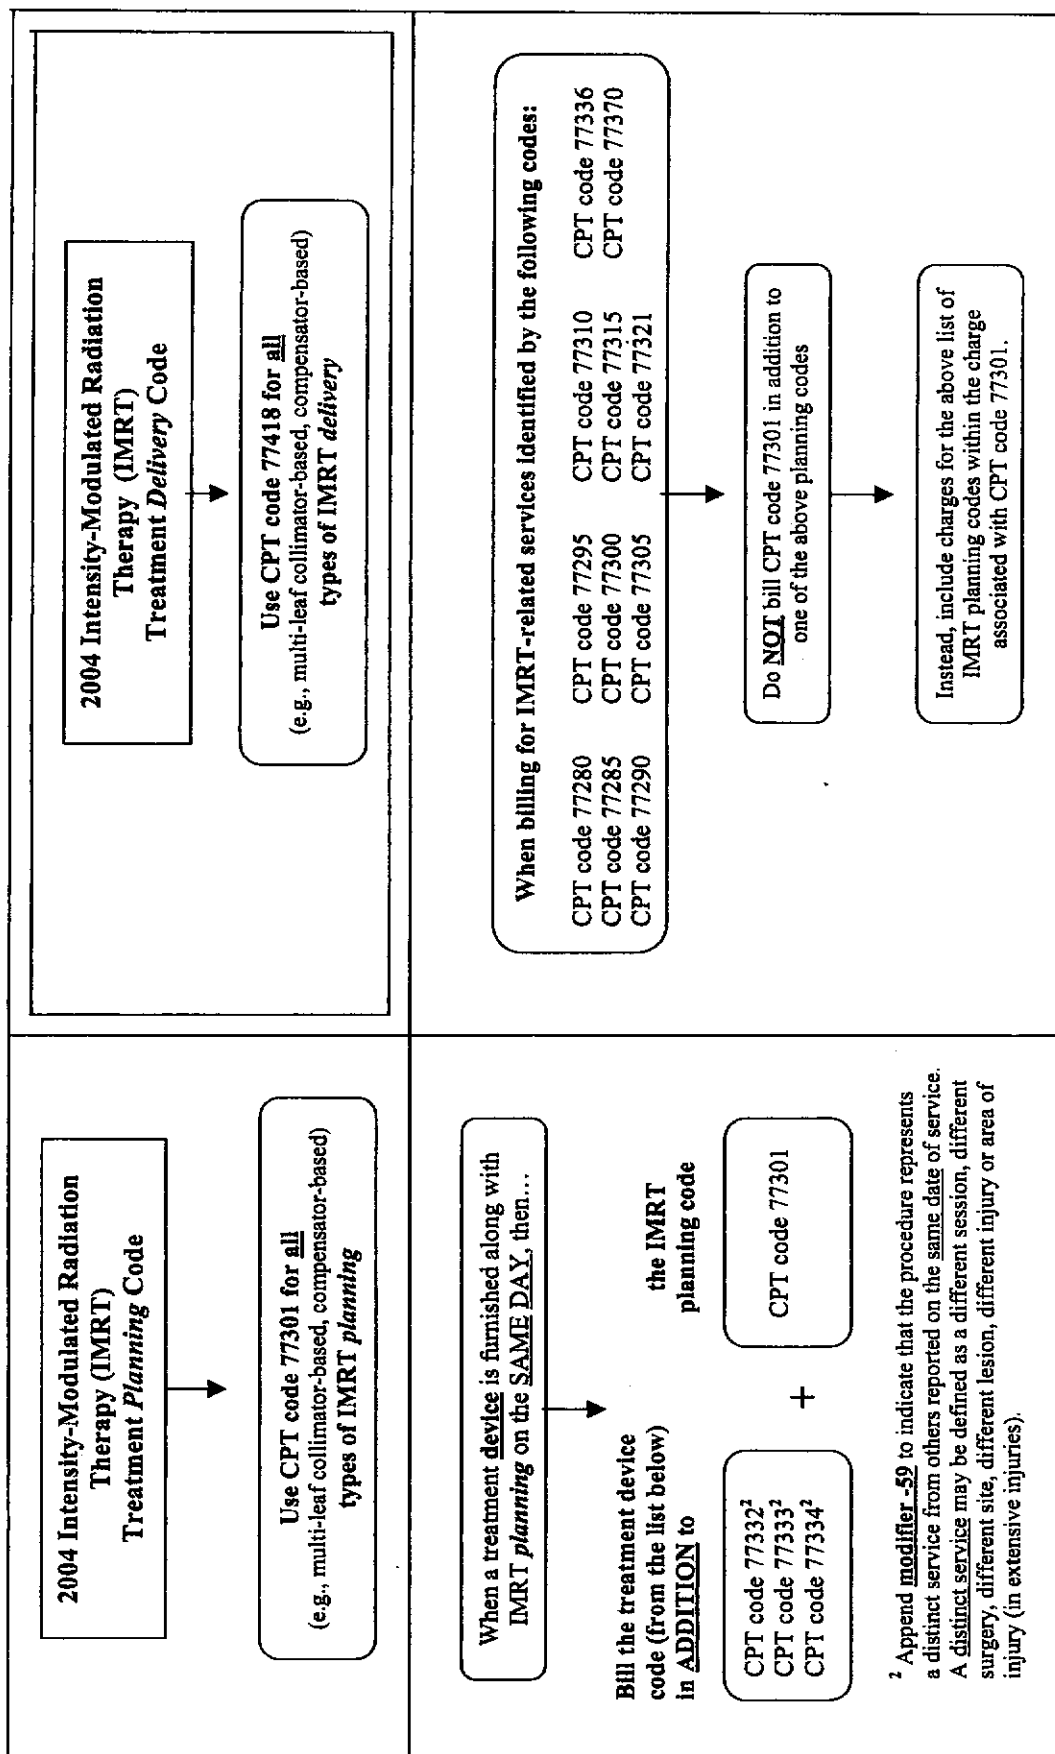 2004 Intensity-Modulated Radiation
Therapy (IMRT)
Treatment Planning Code
Use CPT code 77301 for all
(e.g., multi-leaf collimator-based, compensator-based)
types of IMRT planning
When a treatment device is furnished along with
IMRT planning on the SAME DAY, then...
Bill the treatment device
code (from the list below)
in ADDITION to
the IMRT
planning code
CPT code 77332²
CPT code 77333²
CPT code 77334²
+
CPT code 77301
² Append modifier -59 to indicate that the procedure represents
a distinct service from others reported on the same date of service.
A distinct service may be defined as a different session, different
surgery, different site, different lesion, different injury or area of
injury (in extensive injuries).
2004 Intensity-Modulated Radiation
Therapy (IMRT)
Treatment Delivery Code
Use CPT code 77418 for all
(e.g., multi-leaf collimator-based, compensator-based)
types of IMRT delivery
When billing for IMRT-related services identified by the following codes:
CPT code 77280 CPT code 77295 CPT code 77310 CPT code 77336
CPT code 77285 CPT code 77300 CPT code 77315 CPT code 77370
CPT code 77290 CPT code 77305 CPT code 77321
Do NOT bill CPT code 77301 in addition to
one of the above planning codes
Instead, include charges for the above list of
IMRT planning codes within the charge
associated with CPT code 77301.